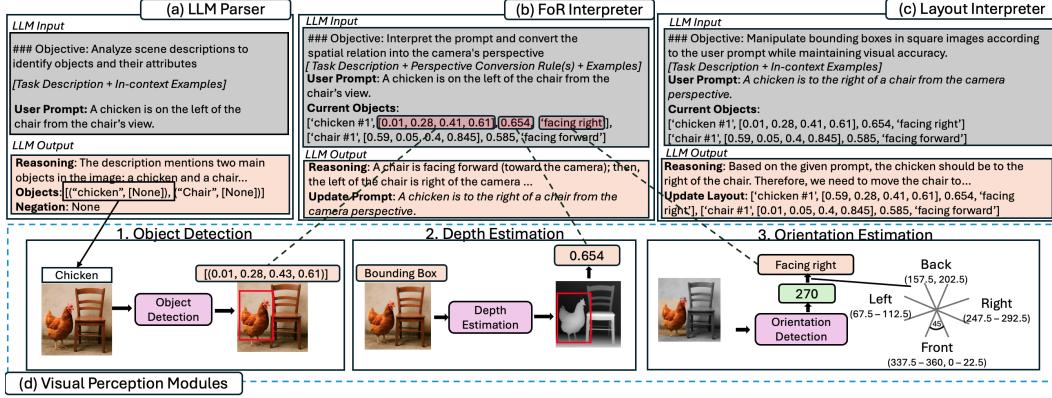 (a) LLM Parser
LLM Input
### Objective: Analyze scene descriptions to
identify objects and their attributes
[Task Description + In-context Examples]
User Prompt: A chicken is on the left of the
chair from the chair's view.
LLM Output
Reasoning: The description mentions two main
objects in the image: a chicken and a chair...
Objects: [("chicken", [None]), ("Chair", [None])]
Negation: None
(b) FoR Interpreter
LLM Input
### Objective: Interpret the prompt and convert the
spatial relation into the camera's perspective
[ Task Description + Perspective Conversion Rule(s) + Examples]
User Prompt: A chicken is on the left of the chair from the
chair's view.
Current Objects:
['chicken #1', [0.01, 0.28, 0.41, 0.61], 0.654, 'facing right'],
['chair #1', [0.59, 0.05, 0.4, 0.845], 0.585, 'facing forward']
LLM Output
Reasoning: A chair is facing forward (toward the camera); then,
the left of the chair is right of the camera ...
Update Prompt: A chicken is to the right of a chair from the
camera perspective.
(c) Layout Interpreter
LLM Input
### Objective: Manipulate bounding boxes in square images according
to the user prompt while maintaining visual accuracy.
[Task Description + In-context Examples]
User Prompt: A chicken is to the right of a chair from the camera
perspective.
Current Objects:
['chicken #1', [0.01, 0.28, 0.41, 0.61], 0.654, 'facing right']
['chair #1', [0.59, 0.05, 0.4, 0.845], 0.585, 'facing forward']
LLM Output
Reasoning: Based on the given prompt, the chicken should be to the
right of the chair. Therefore, we need to move the chair to...
Update Layout: ['chicken #1', [0.59, 0.28, 0.41, 0.61], 0.654, 'facing
right'], ['chair #1', [0.01, 0.05, 0.4, 0.845], 0.585, 'facing forward']
1. Object Detection
Chicken
Object
Detection
[(0.01, 0.28, 0.43, 0.61)]
2. Depth Estimation
Bounding Box
Depth
Estimation
0.654
3. Orientation Estimation
Facing right
270
Orientation
Detection
Back
(157.5, 202.5)
Left
(67.5 – 112.5)
Right
(247.5 – 292.5)
45
Front
(337.5 – 360, 0 – 22.5)
(d) Visual Perception Modules